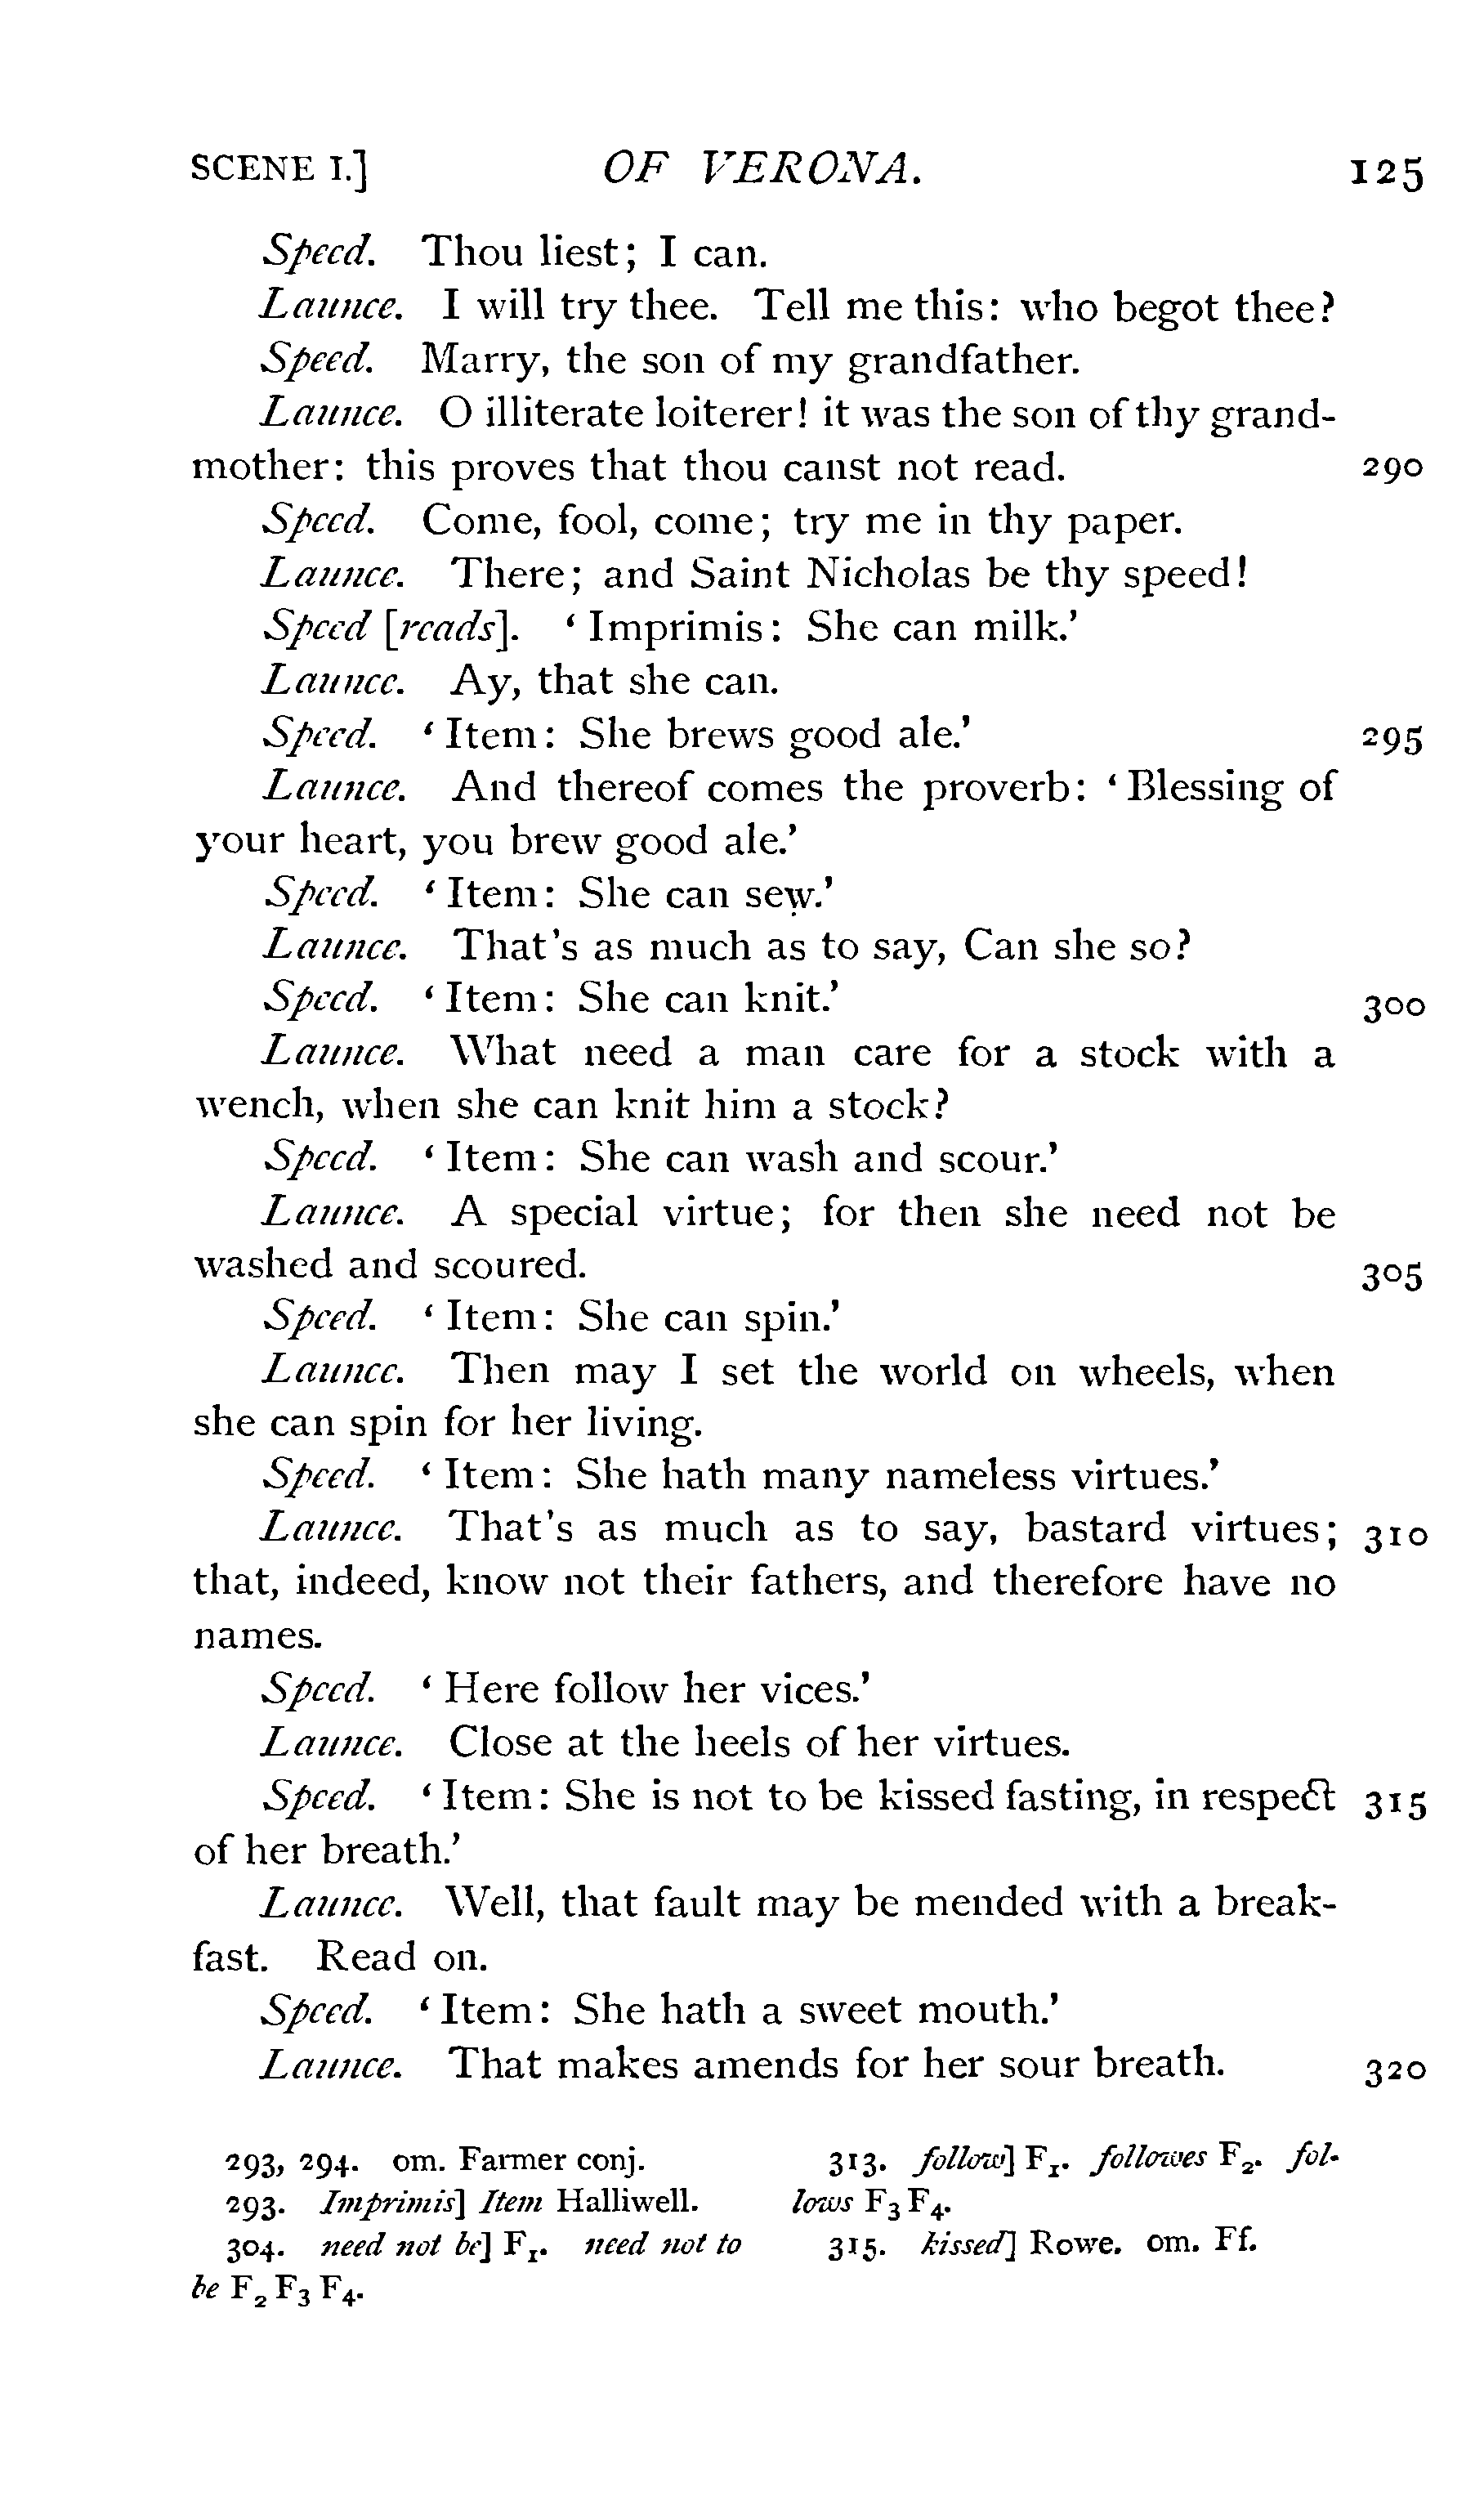 SCENE I.] OF VERONA. 125
Speed. Thou liest; I can.
Launce. I will try thee. Tell me this: who begot thee?
Speed. Marry, the son of my grandfather.
Launce. O illiterate loiterer! it was the son of thy grand-
mother: this proves that thou canst not read. 290
Speed. Come, fool, come; try me in thy paper.
Launce. There; and Saint Nicholas be thy speed!
Speed [reads]. ‘Imprimis: She can milk.’
Launce. Ay, that she can.
Speed. ‘Item: She brews good ale.’ 295
Launce. And thereof comes the proverb: ‘Blessing of
your heart, you brew good ale.’
Speed. ‘Item: She can sew.’
Launce. That's as much as to say, Can she so?
Speed. ‘Item: She can knit.’ 300
Launce. What need a man care for a stock with a
wench, when she can knit him a stock?
Speed. ‘Item: She can wash and scour.’
Launce. A special virtue; for then she need not be
washed and scoured. 305
Speed. ‘Item: She can spin.’
Launce. Then may I set the world on wheels, when
she can spin for her living.
Speed. ‘Item: She hath many nameless virtues.’
Launce. That's as much as to say, bastard virtues; 310
that, indeed, know not their fathers, and therefore have no
names.
Speed. ‘Here follow her vices.’
Launce. Close at the heels of her virtues.
Speed. ‘Item: She is not to be kissed fasting, in respect 315
of her breath.’
Launce. Well, that fault may be mended with a break-
fast. Read on.
Speed. ‘Item: She hath a sweet mouth.’
Launce. That makes amends for her sour breath. 320
293, 294. om. Farmer conj.
293. Imprimis] Item Halliwell.
304. need not be] F1. need not to
be F2 F3 F4.
313. follow] F1. followes F2. fol-
lows F3 F4.
315. kissed] Rowe. om. Ff.